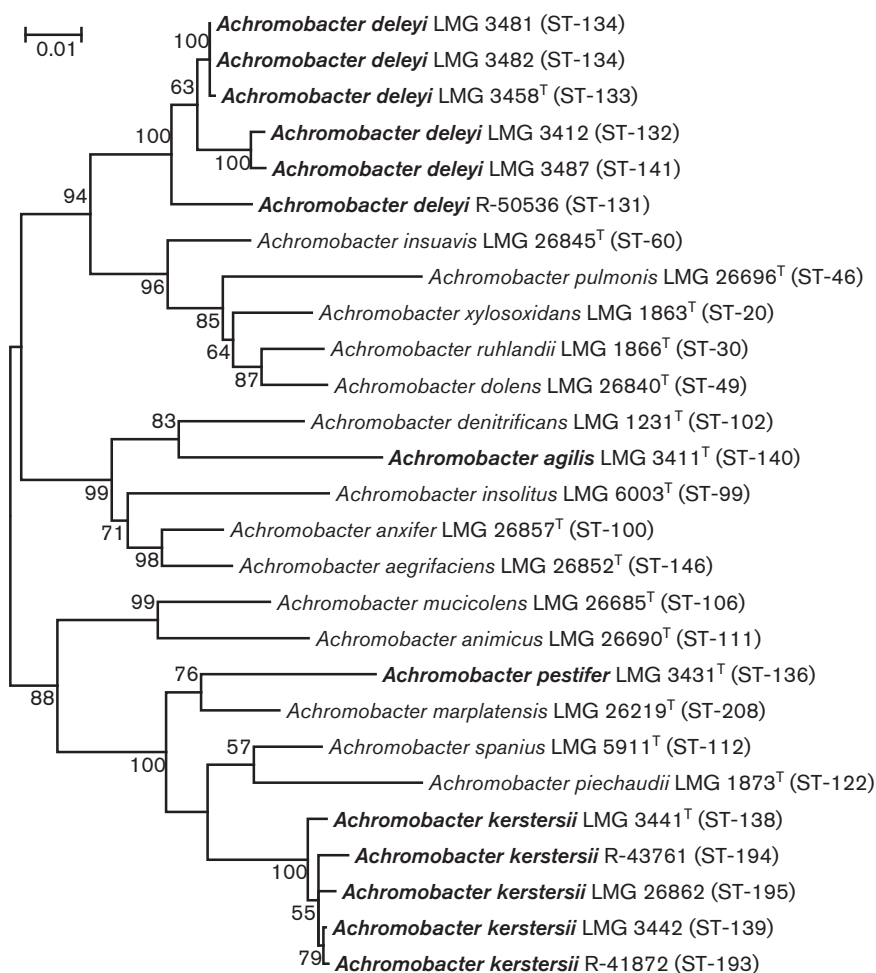 0.01
100
Achromobacter deleyi LMG 3481 (ST-134)
Achromobacter deleyi LMG 3482 (ST-134)
63
Achromobacter deleyi LMG 3458ᵀ (ST-133)
100
Achromobacter deleyi LMG 3412 (ST-132)
100
Achromobacter deleyi LMG 3487 (ST-141)
94
Achromobacter deleyi R-50536 (ST-131)
Achromobacter insuavis LMG 26845ᵀ (ST-60)
96
Achromobacter pulmonis LMG 26696ᵀ (ST-46)
85
Achromobacter xylosoxidans LMG 1863ᵀ (ST-20)
64
Achromobacter ruhlandii LMG 1866ᵀ (ST-30)
87
Achromobacter dolens LMG 26840ᵀ (ST-49)
83
Achromobacter denitrificans LMG 1231ᵀ (ST-102)
Achromobacter agilis LMG 3411ᵀ (ST-140)
99
Achromobacter insolitus LMG 6003ᵀ (ST-99)
71
Achromobacter anxifer LMG 26857ᵀ (ST-100)
98
Achromobacter aegrifaciens LMG 26852ᵀ (ST-146)
99
Achromobacter mucicolens LMG 26685ᵀ (ST-106)
Achromobacter animicus LMG 26690ᵀ (ST-111)
76
Achromobacter pestifer LMG 3431ᵀ (ST-136)
88
Achromobacter marplatensis LMG 26219ᵀ (ST-208)
57
Achromobacter spanius LMG 5911ᵀ (ST-112)
100
Achromobacter piechaudii LMG 1873ᵀ (ST-122)
Achromobacter kerstersii LMG 3441ᵀ (ST-138)
Achromobacter kerstersii R-43761 (ST-194)
100
Achromobacter kerstersii LMG 26862 (ST-195)
55
Achromobacter kerstersii LMG 3442 (ST-139)
79
Achromobacter kerstersii R-41872 (ST-193)